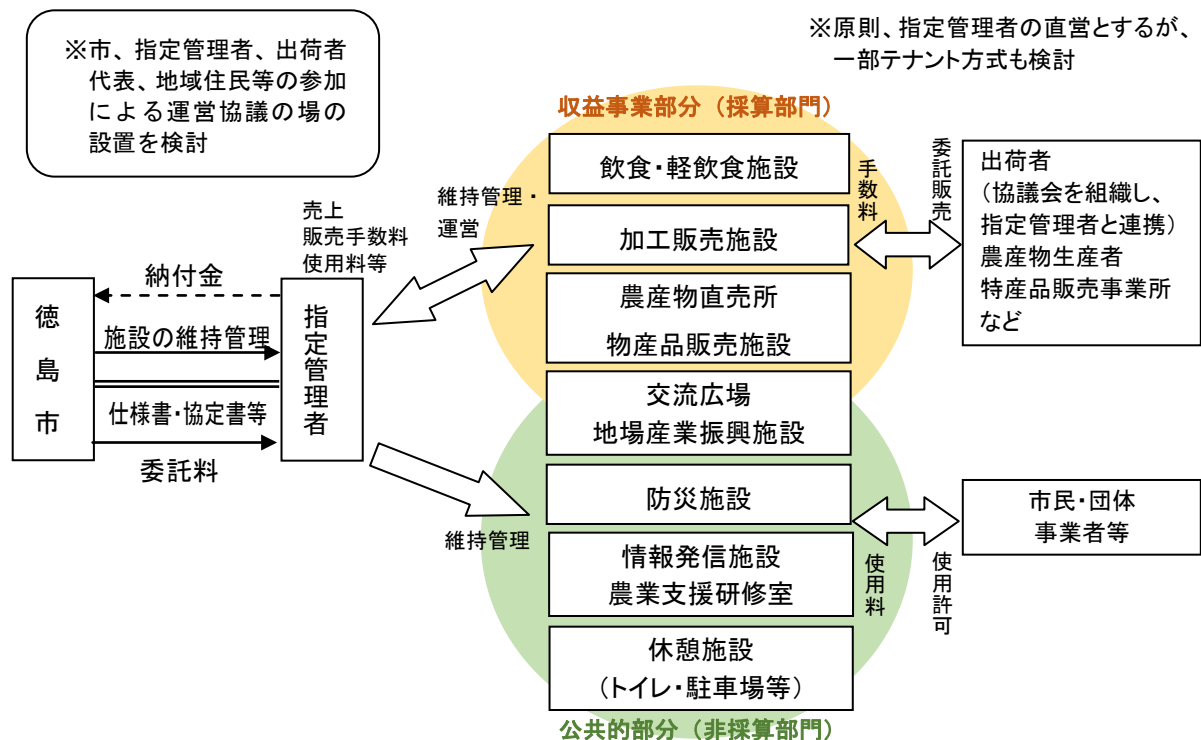 ※市、指定管理者、出荷者
代表、地域住民等の参加
による運営協議の場の
設置を検討
※原則、指定管理者の直営とするが、
一部テナント方式も検討
収益事業部分（採算部門）
飲食・軽飲食施設
加工販売施設
農産物直売所
物産品販売施設
交流広場
地場産業振興施設
防災施設
情報発信施設
農業支援研修室
休憩施設
（トイレ・駐車場等）
公共的部分（非採算部門）
徳島市
納付金
施設の維持管理
仕様書・協定書等
委託料
指定管理者
売上
販売手数料
使用料等
維持管理・
運営
維持管理
手数料
委託販売
出荷者
（協議会を組織し、
指定管理者と連携）
農産物生産者
特産品販売事業所
など
使用料
使用許可
市民・団体
事業者等